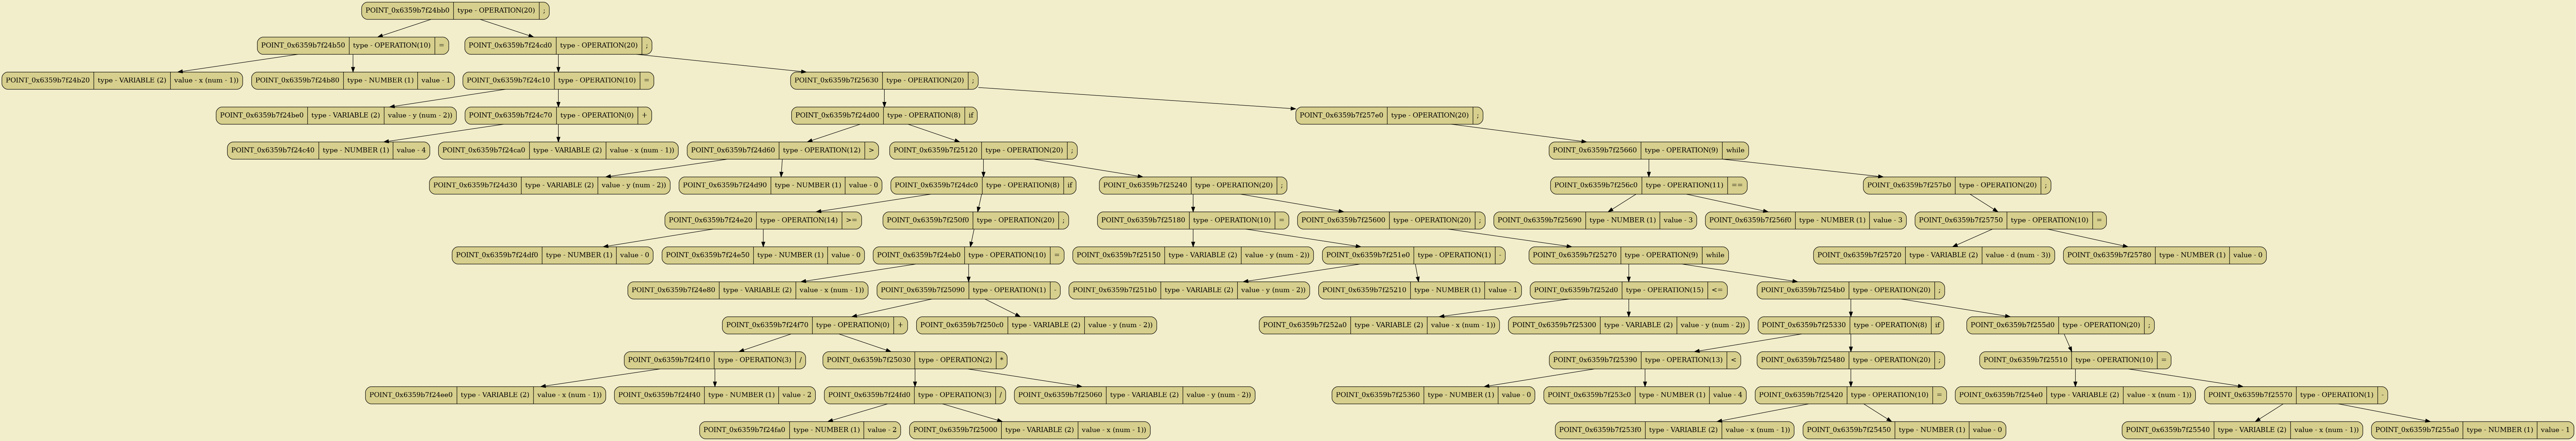 POINT_0x6359b7f24bb0 type - OPERATION(20) ;
POINT_0x6359b7f24b50 type - OPERATION(10) =
POINT_0x6359b7f24cd0 type - OPERATION(20) ;
POINT_0x6359b7f24b20 type - VARIABLE (2) value - x (num - 1))
POINT_0x6359b7f24b80 type - NUMBER (1) value - 1
POINT_0x6359b7f24c10 type - OPERATION(10) =
POINT_0x6359b7f25630 type - OPERATION(20) ;
POINT_0x6359b7f24be0 type - VARIABLE (2) value - y (num - 2))
POINT_0x6359b7f24c70 type - OPERATION(0) +
POINT_0x6359b7f24d00 type - OPERATION(8) if
POINT_0x6359b7f257e0 type - OPERATION(20) ;
POINT_0x6359b7f24c40 type - NUMBER (1) value - 4
POINT_0x6359b7f24ca0 type - VARIABLE (2) value - x (num - 1))
POINT_0x6359b7f24d60 type - OPERATION(12) >
POINT_0x6359b7f25120 type - OPERATION(20) ;
POINT_0x6359b7f25660 type - OPERATION(9) while
POINT_0x6359b7f24d30 type - VARIABLE (2) value - y (num - 2))
POINT_0x6359b7f24d90 type - NUMBER (1) value - 0
POINT_0x6359b7f24dc0 type - OPERATION(8) if
POINT_0x6359b7f25240 type - OPERATION(20) ;
POINT_0x6359b7f256c0 type - OPERATION(11) ==
POINT_0x6359b7f257b0 type - OPERATION(20) ;
POINT_0x6359b7f24e20 type - OPERATION(14) >=
POINT_0x6359b7f250f0 type - OPERATION(20) ;
POINT_0x6359b7f25180 type - OPERATION(10) =
POINT_0x6359b7f25600 type - OPERATION(20) ;
POINT_0x6359b7f25690 type - NUMBER (1) value - 3
POINT_0x6359b7f256f0 type - NUMBER (1) value - 3
POINT_0x6359b7f25750 type - OPERATION(10) =
POINT_0x6359b7f24df0 type - NUMBER (1) value - 0
POINT_0x6359b7f24e50 type - NUMBER (1) value - 0
POINT_0x6359b7f24eb0 type - OPERATION(10) =
POINT_0x6359b7f25150 type - VARIABLE (2) value - y (num - 2))
POINT_0x6359b7f251e0 type - OPERATION(1) -
POINT_0x6359b7f25270 type - OPERATION(9) while
POINT_0x6359b7f25720 type - VARIABLE (2) value - d (num - 3))
POINT_0x6359b7f25780 type - NUMBER (1) value - 0
POINT_0x6359b7f24e80 type - VARIABLE (2) value - x (num - 1))
POINT_0x6359b7f25090 type - OPERATION(1) -
POINT_0x6359b7f251b0 type - VARIABLE (2) value - y (num - 2))
POINT_0x6359b7f25210 type - NUMBER (1) value - 1
POINT_0x6359b7f252d0 type - OPERATION(15) <=
POINT_0x6359b7f254b0 type - OPERATION(20) ;
POINT_0x6359b7f24f70 type - OPERATION(0) +
POINT_0x6359b7f250c0 type - VARIABLE (2) value - y (num - 2))
POINT_0x6359b7f252a0 type - VARIABLE (2) value - x (num - 1))
POINT_0x6359b7f25300 type - VARIABLE (2) value - y (num - 2))
POINT_0x6359b7f25330 type - OPERATION(8) if
POINT_0x6359b7f255d0 type - OPERATION(20) ;
POINT_0x6359b7f24f10 type - OPERATION(3) /
POINT_0x6359b7f25030 type - OPERATION(2) *
POINT_0x6359b7f25390 type - OPERATION(13) <
POINT_0x6359b7f25480 type - OPERATION(20) ;
POINT_0x6359b7f25510 type - OPERATION(10) =
POINT_0x6359b7f24ee0 type - VARIABLE (2) value - x (num - 1))
POINT_0x6359b7f24f40 type - NUMBER (1) value - 2
POINT_0x6359b7f24fd0 type - OPERATION(3) /
POINT_0x6359b7f25060 type - VARIABLE (2) value - y (num - 2))
POINT_0x6359b7f25360 type - NUMBER (1) value - 0
POINT_0x6359b7f253c0 type - NUMBER (1) value - 4
POINT_0x6359b7f25420 type - OPERATION(10) =
POINT_0x6359b7f254e0 type - VARIABLE (2) value - x (num - 1))
POINT_0x6359b7f25570 type - OPERATION(1) -
POINT_0x6359b7f24fa0 type - NUMBER (1) value - 2
POINT_0x6359b7f25000 type - VARIABLE (2) value - x (num - 1))
POINT_0x6359b7f253f0 type - VARIABLE (2) value - x (num - 1))
POINT_0x6359b7f25450 type - NUMBER (1) value - 0
POINT_0x6359b7f25540 type - VARIABLE (2) value - x (num - 1))
POINT_0x6359b7f255a0 type - NUMBER (1) value - 1